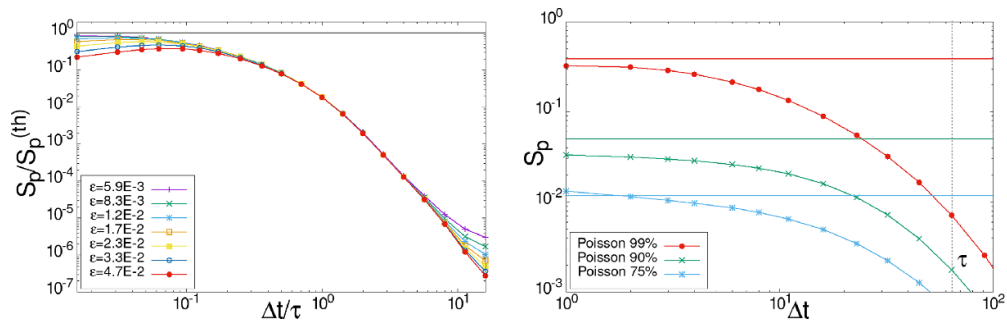 10^0
10^-1
10^-2
10^-3
10^-4
10^-5
10^-6
10^-7
S_p/S_p^(th)
ε=5.9E-3
ε=8.3E-3
ε=1.2E-2
ε=1.7E-2
ε=2.3E-2
ε=3.3E-2
ε=4.7E-2
10^-1
10^0
10^1
Δt/τ
10^-1
10^-2
10^-3
S_p
Poisson 99%
Poisson 90%
Poisson 75%
τ
10^0
10^1
10^2
Δt